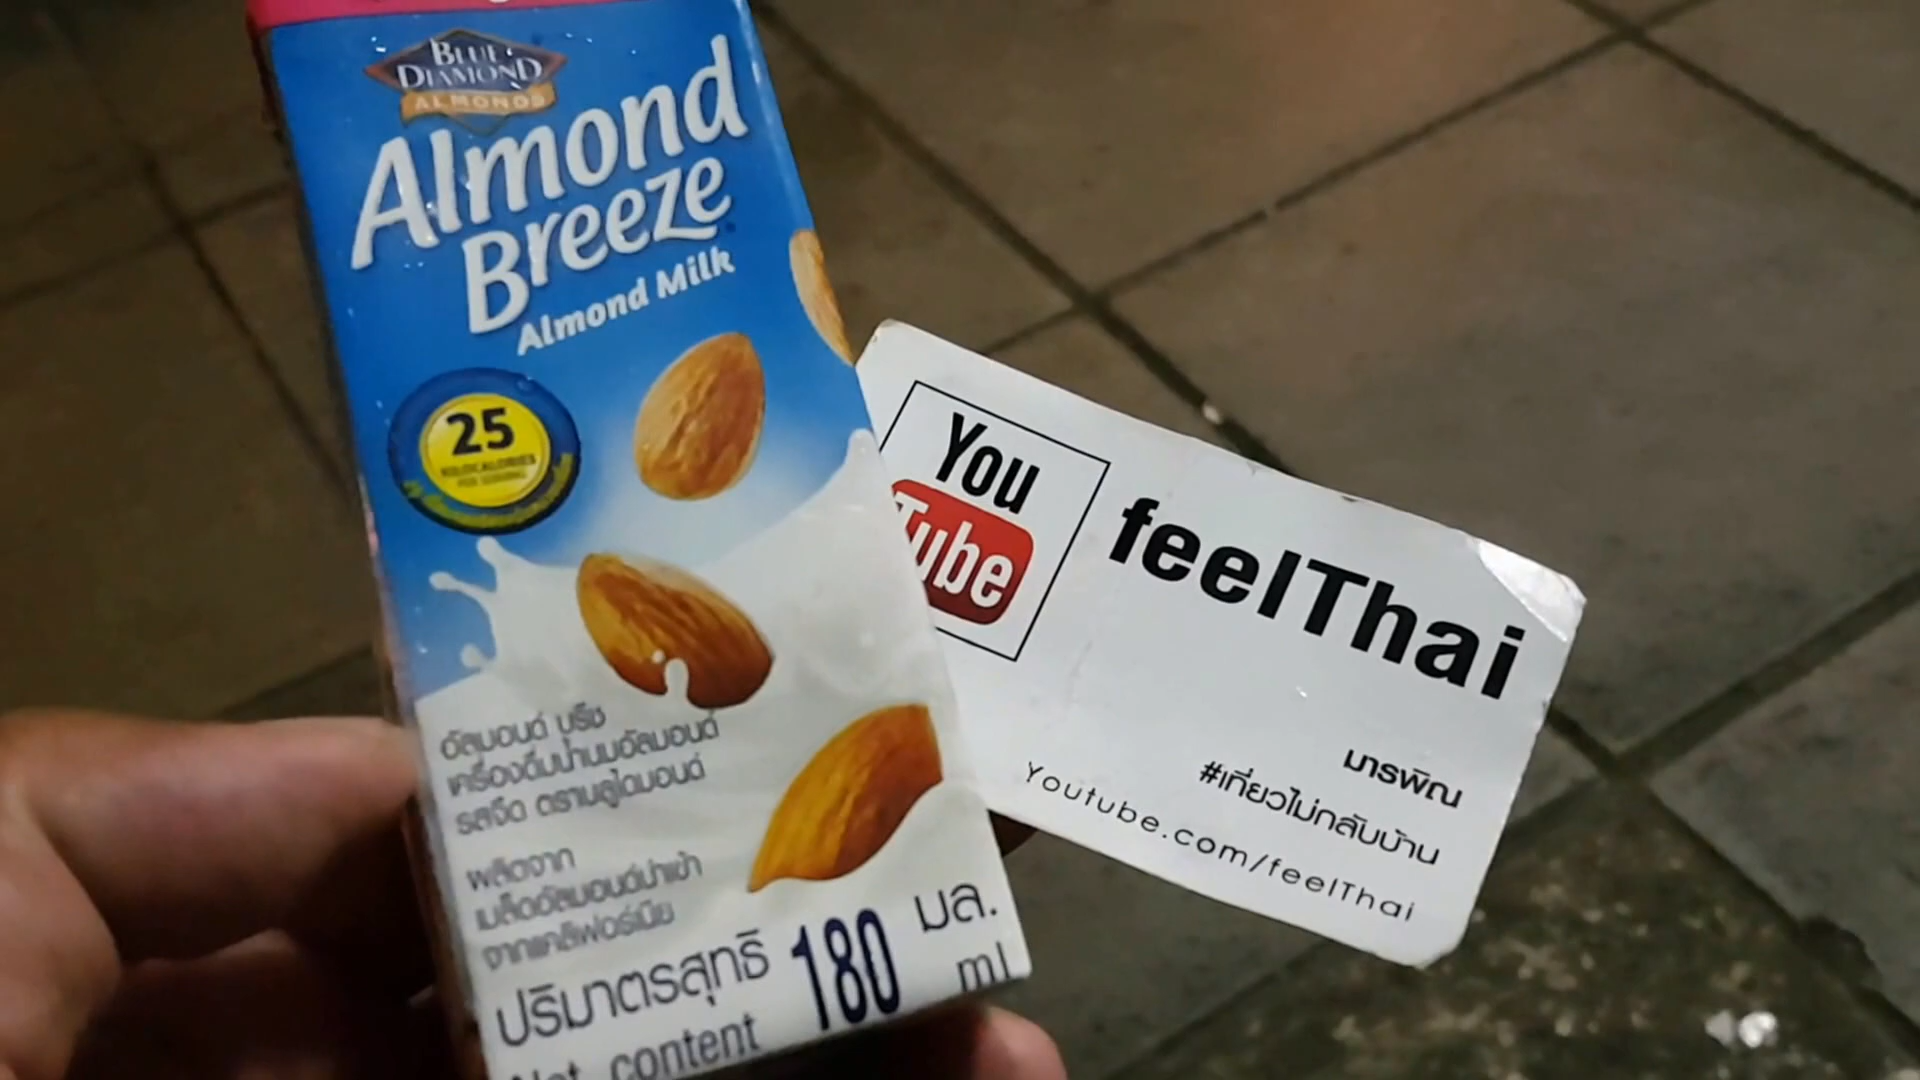 BLUE
DIAMOND
ALMONDS
Almond
Breeze
Almond Milk
25
KILOCALORIES
PER SERVING
อัลมอนด์ บรีซ
เครื่องดื่มน้ำนมอัลมอนด์
รสจืด ตราบลูไดมอนด์
ผลิตจาก
เมล็ดอัลมอนด์นำเข้า
จากแคลิฟอร์เนีย
ปริมาตรสุทธิ 180 มล.
Net content ml
You
Tube
feelThai
มารพิณ
#เที่ยวไม่กลับบ้าน
Youtube.com/feelThai